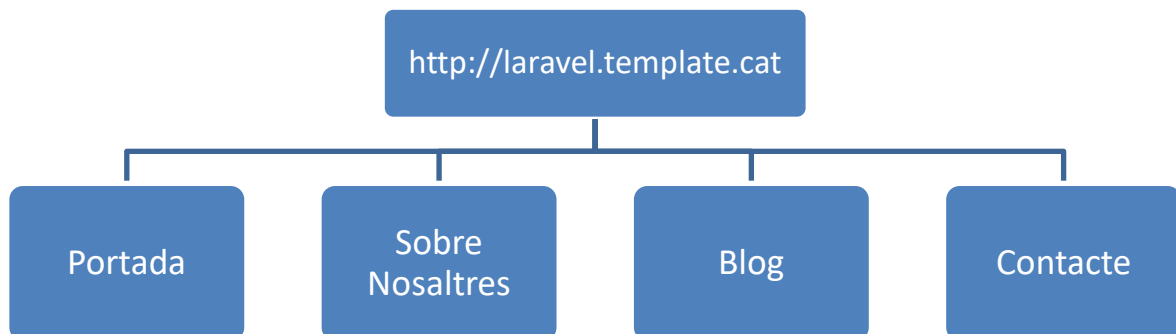 http://laravel.template.cat
Portada
Sobre
Nosaltres
Blog
Contacte